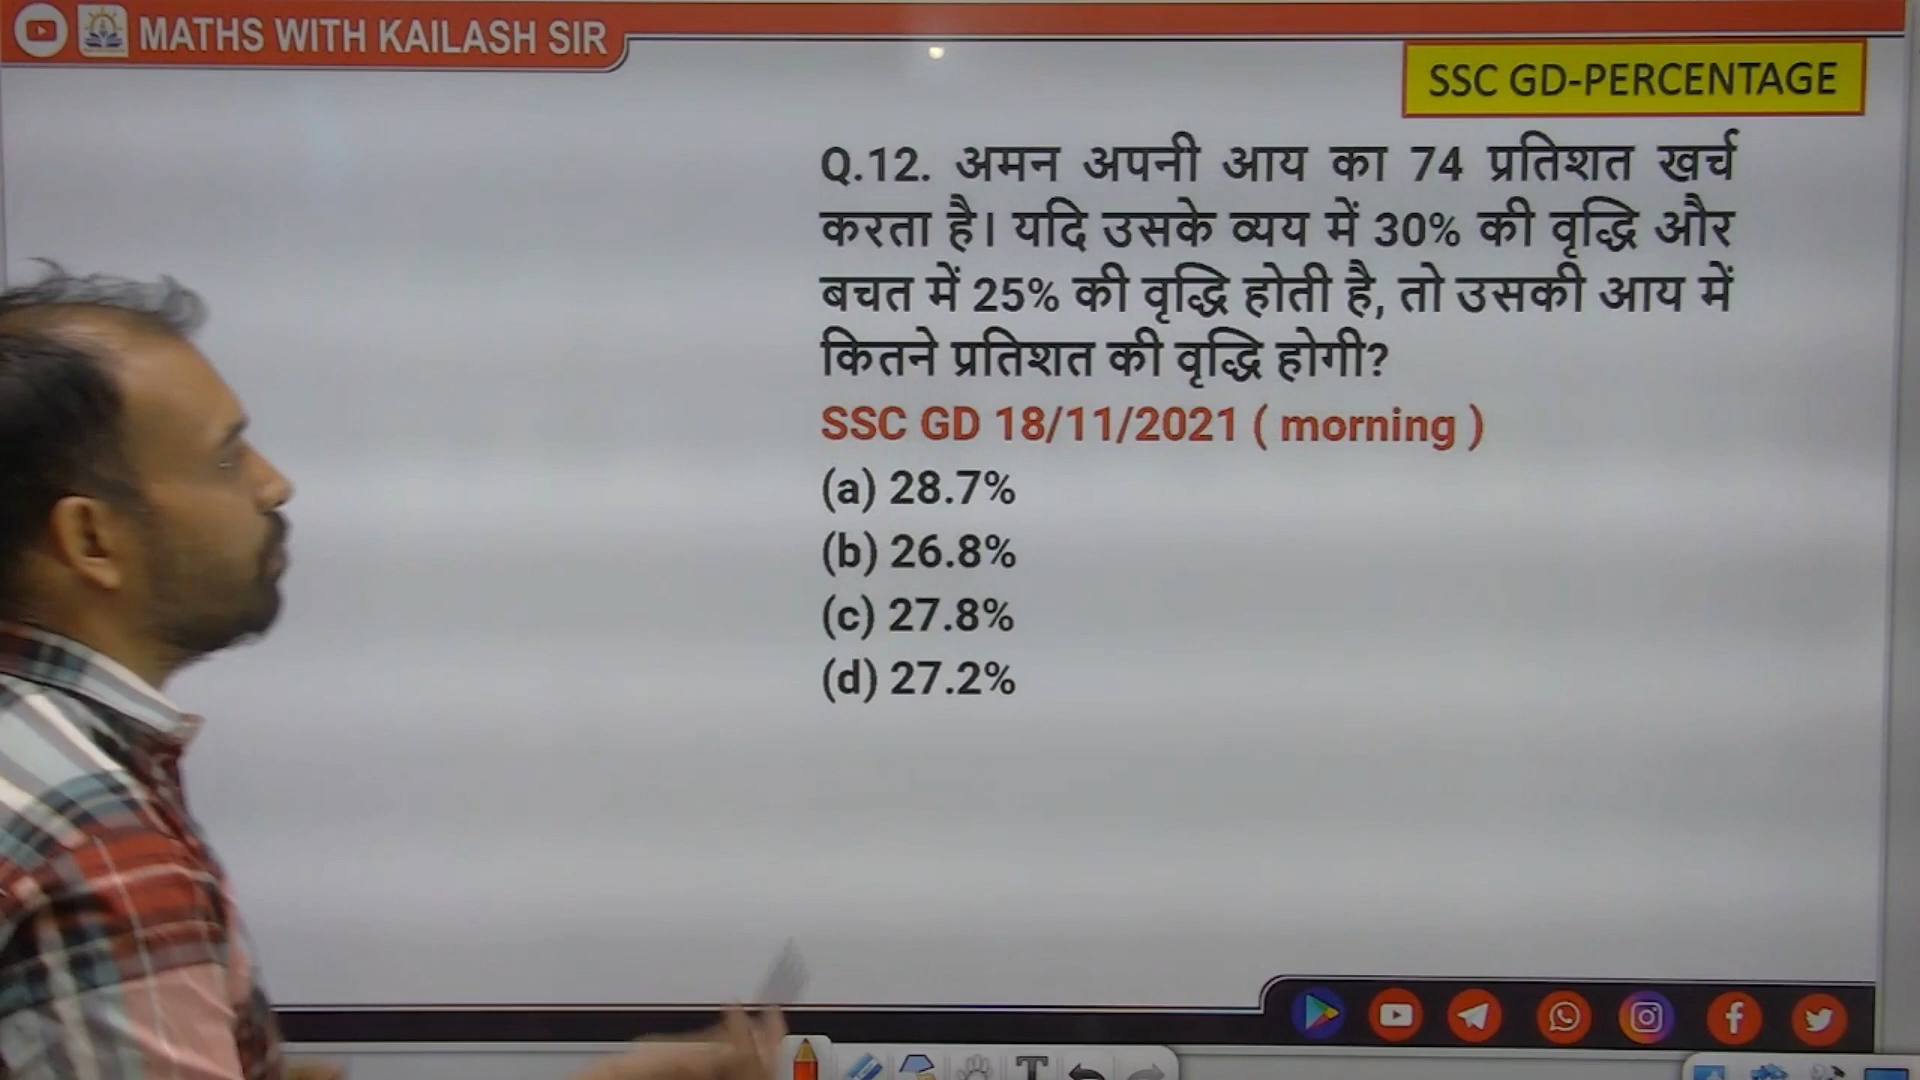 MATHS WITH KAILASH SIR
SSC GD-PERCENTAGE
Q.12. अमन अपनी आय का 74 प्रतिशत खर्च
करता है। यदि उसके व्यय में 30% की वृद्धि और
बचत में 25% की वृद्धि होती है, तो उसकी आय में
कितने प्रतिशत की वृद्धि होगी?
SSC GD 18/11/2021 ( morning )
(a) 28.7%
(b) 26.8%
(c) 27.8%
(d) 27.2%